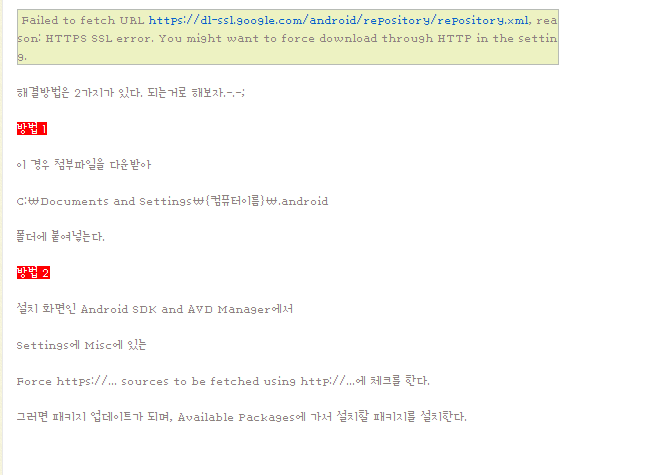 Failed to fetch URL https://dl-ssl.google.com/android/repository/repository.xml, rea
son: HTTPS SSL error. You might want to force download through HTTP in the settin
g.
해결방법은 2가지가 있다. 되는거로 해보자.-.-;
방법 1
이 경우 첨부파일을 다운받아
C:\Documents and Settings\{컴퓨터이름}\.android
폴더에 붙여넣는다.
방법 2
설치 화면인 Android SDK and AVD Manager에서
Settings에 Misc에 있는
Force https://... sources to be fetched using http://...에 체크를 한다.
그러면 패키지 업데이트가 되며, Available Packages에 가서 설치할 패키지를 설치한다.